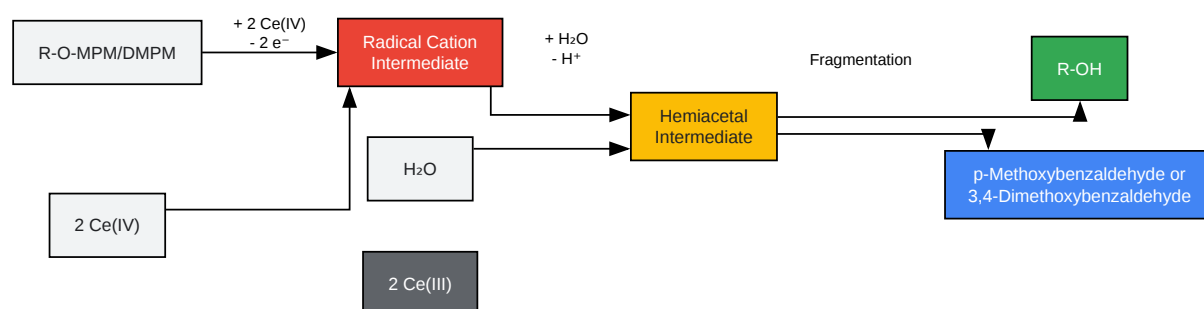 R-O-MPM/DMPM
+ 2 Ce(IV)
- 2 e⁻
Radical Cation
Intermediate
+ H₂O
- H⁺
Fragmentation
R-OH
Hemiacetal
Intermediate
H₂O
p-Methoxybenzaldehyde or
3,4-Dimethoxybenzaldehyde
2 Ce(IV)
2 Ce(III)